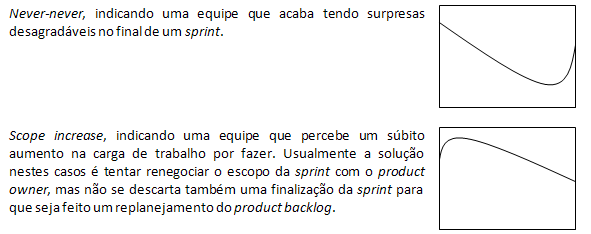 Never-never, indicando uma equipe que acaba tendo surpresas
desagradáveis no final de um sprint.
Scope increase, indicando uma equipe que percebe um súbito
aumento na carga de trabalho por fazer. Usualmente a solução
nestes casos é tentar renegociar o escopo da sprint com o product
owner, mas não se descarta também uma finalização da sprint para
que seja feito um replanejamento do product backlog.